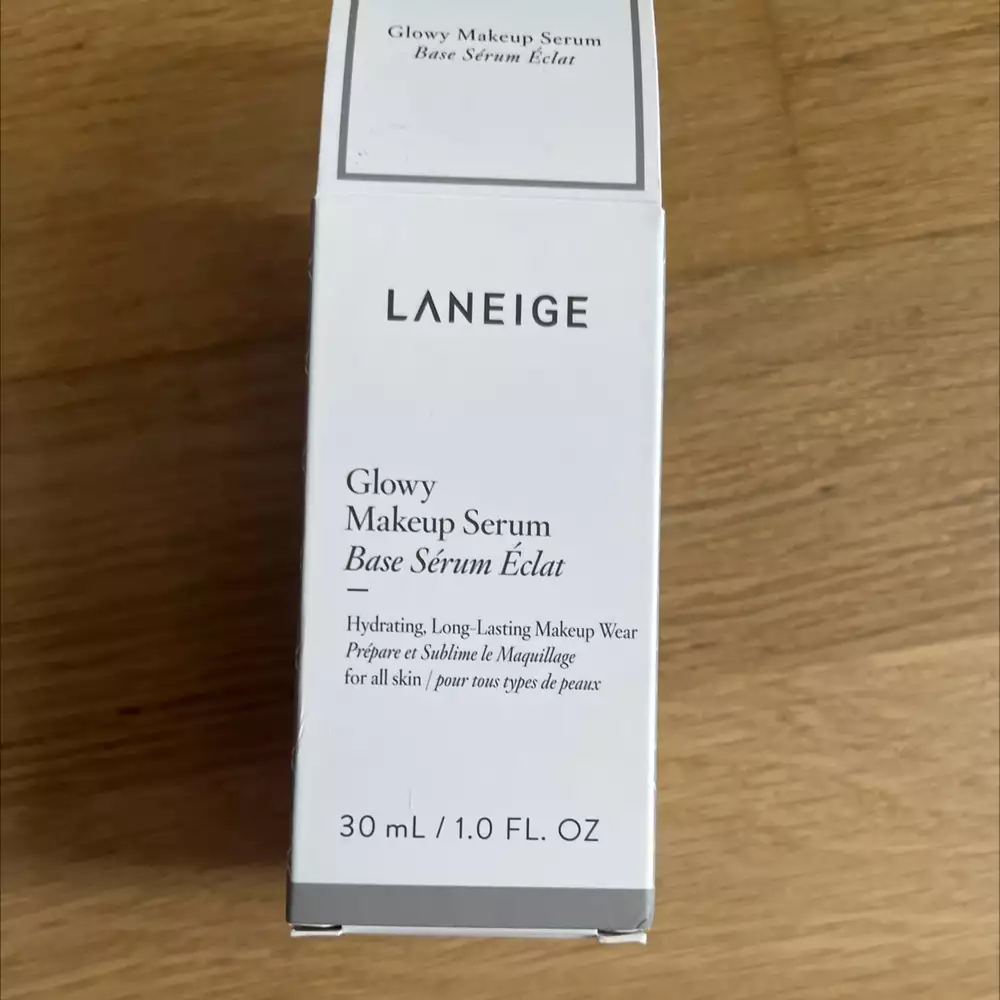 Glowy Makeup Serum
Base Sérum Éclat
LANEIGE
Glowy
Makeup Serum
Base Sérum Éclat
Hydrating, Long-Lasting Makeup Wear
Prépare et Sublime le Maquillage
for all skin / pour tous types de peaux
30 mL / 1.0 FL. OZ